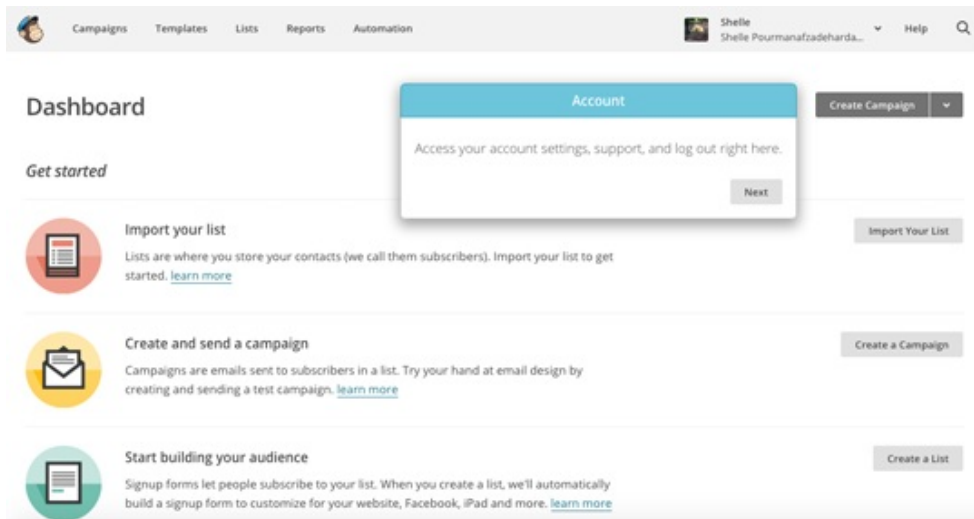 Campaigns Templates Lists Reports Automation
Shelle
Shelle Pourmanafzadeharda...
Help
Dashboard
Account
Create Campaign
Access your account settings, support, and log out right here.
Next
Get started
Import your list
Import Your List
Lists are where you store your contacts (we call them subscribers). Import your list to get
started. learn more
Create and send a campaign
Create a Campaign
Campaigns are emails sent to subscribers in a list. Try your hand at email design by
creating and sending a test campaign. learn more
Start building your audience
Create a List
Signup forms let people subscribe to your list. When you create a list, we'll automatically
build a signup form to customize for your website, Facebook, iPad and more. learn more